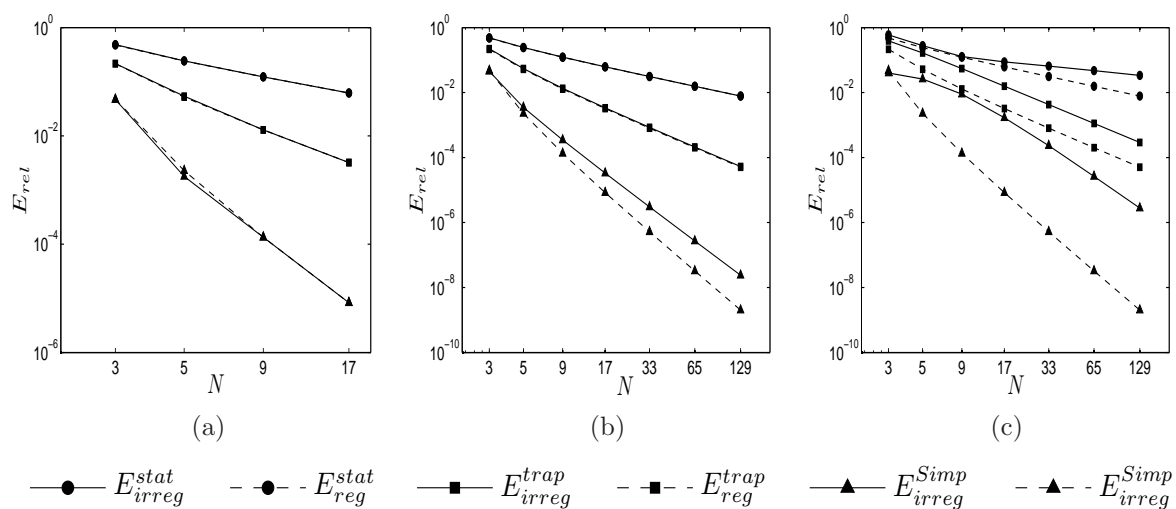 10^0
10^-2
10^-4
10^-6
E_rel
3 5 9 17
N
(a)
10^0
10^-2
10^-4
10^-6
10^-8
10^-10
E_rel
3 5 9 17 33 65 129
N
(b)
10^0
10^-2
10^-4
10^-6
10^-8
10^-10
E_rel
3 5 9 17 33 65 129
N
(c)
E_irreg^stat E_reg^stat E_irreg^trap E_reg^trap E_irreg^Simp E_irreg^Simp